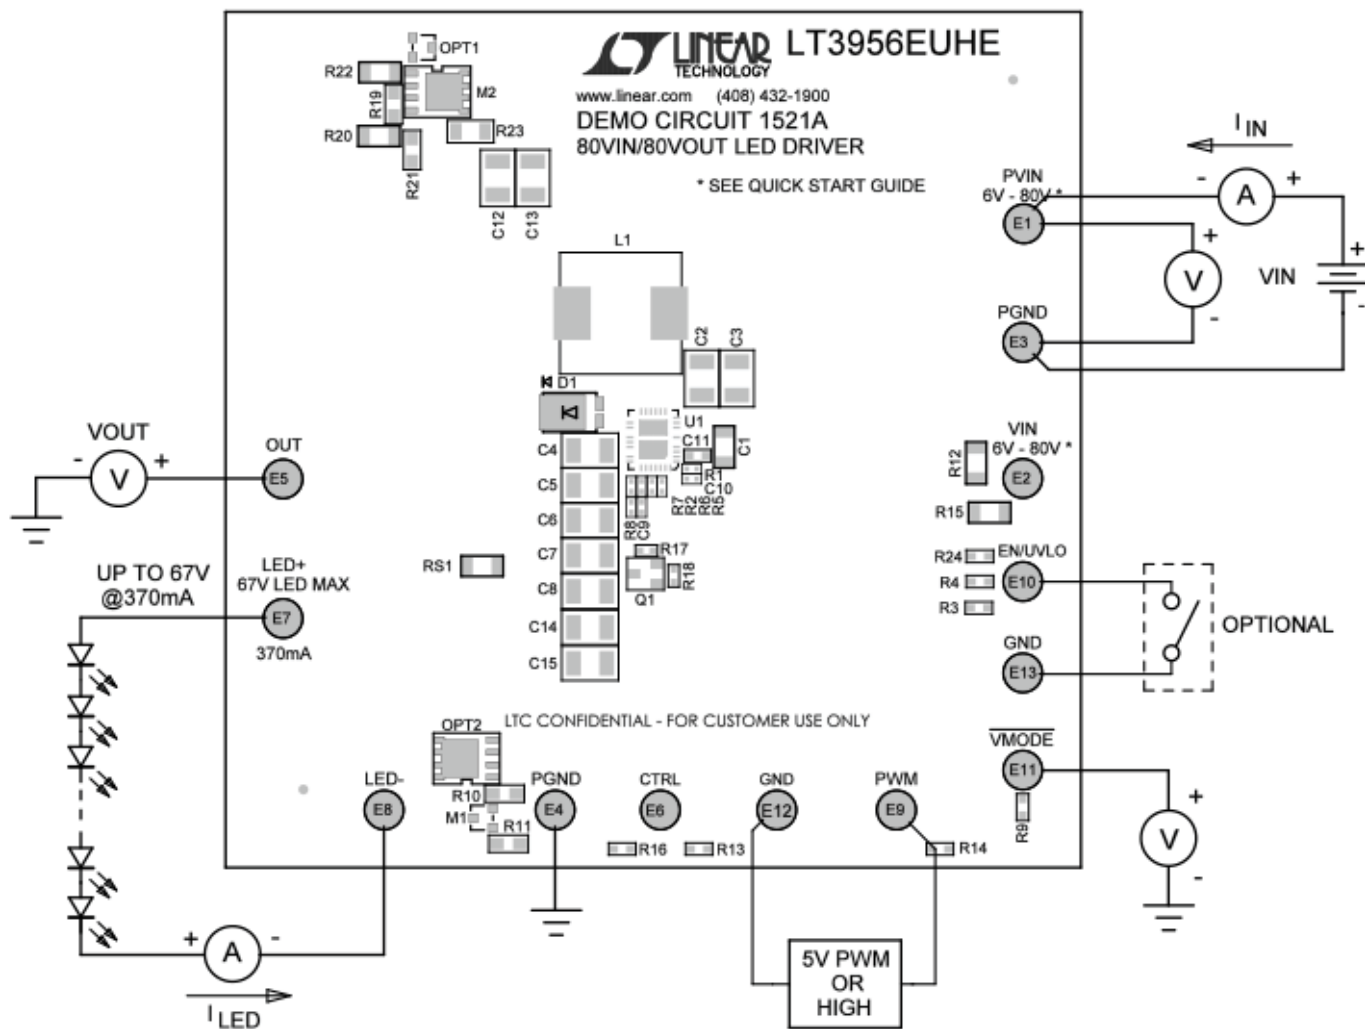 OPT1
R22
R19
M2
R20
R23
R21
C12
C13
LINEAR
TECHNOLOGY
LT3956EUHE
www.linear.com (408) 432-1900
DEMO CIRCUIT 1521A
80VIN/80VOUT LED DRIVER
* SEE QUICK START GUIDE
I IN
PVIN
6V - 80V *
E1
- A +
+
V
-
VIN
+
-
PGND
E3
L1
C2
C3
D1
U1
C11
C1
R1
C10
C4
C5
C6
C7
C8
C14
C15
R8
C9
R7
R2
R6
R5
R17
R18
Q1
RS1
VOUT
- V +
OUT
E5
UP TO 67V
@370mA
LED+
67V LED MAX
E7
370mA
VIN
6V - 80V *
R12
E2
R15
R24
EN/UVLO
R4
E10
R3
GND
E13
OPTIONAL
LTC CONFIDENTIAL - FOR CUSTOMER USE ONLY
OPT2
VMODE
E11
R9
+
V
-
LED-
E8
R10
M1
R11
PGND
E4
CTRL
E6
R16
R13
GND
E12
PWM
E9
R14
+ A -
I LED
5V PWM
OR
HIGH